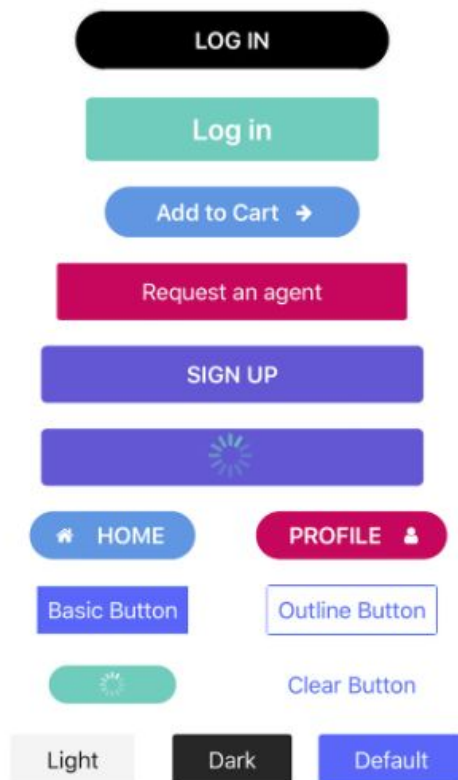 LOG IN
Log in
Add to Cart
Request an agent
SIGN UP
HOME PROFILE
Basic Button Outline Button
Clear Button
Light Dark Default